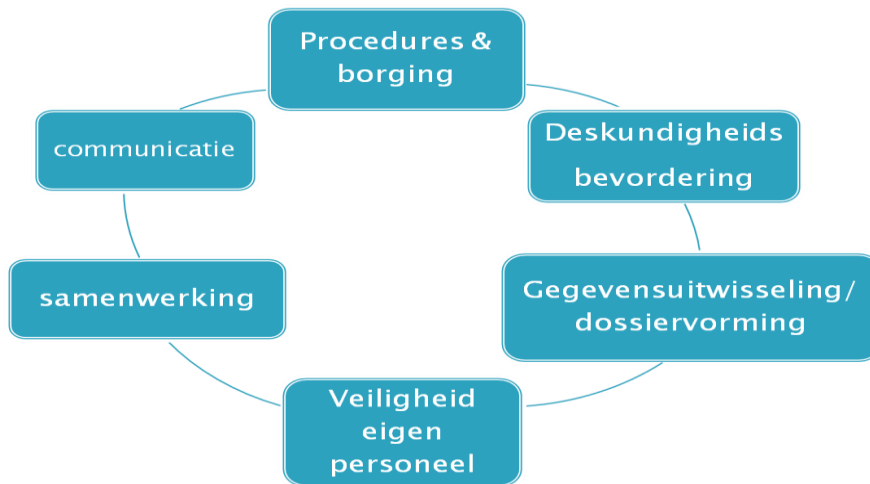 Procedures &
borging
Deskundigheids
bevordering
Gegevensuitwisseling/
dossiervorming
Veiligheid
eigen
personeel
samenwerking
communicatie